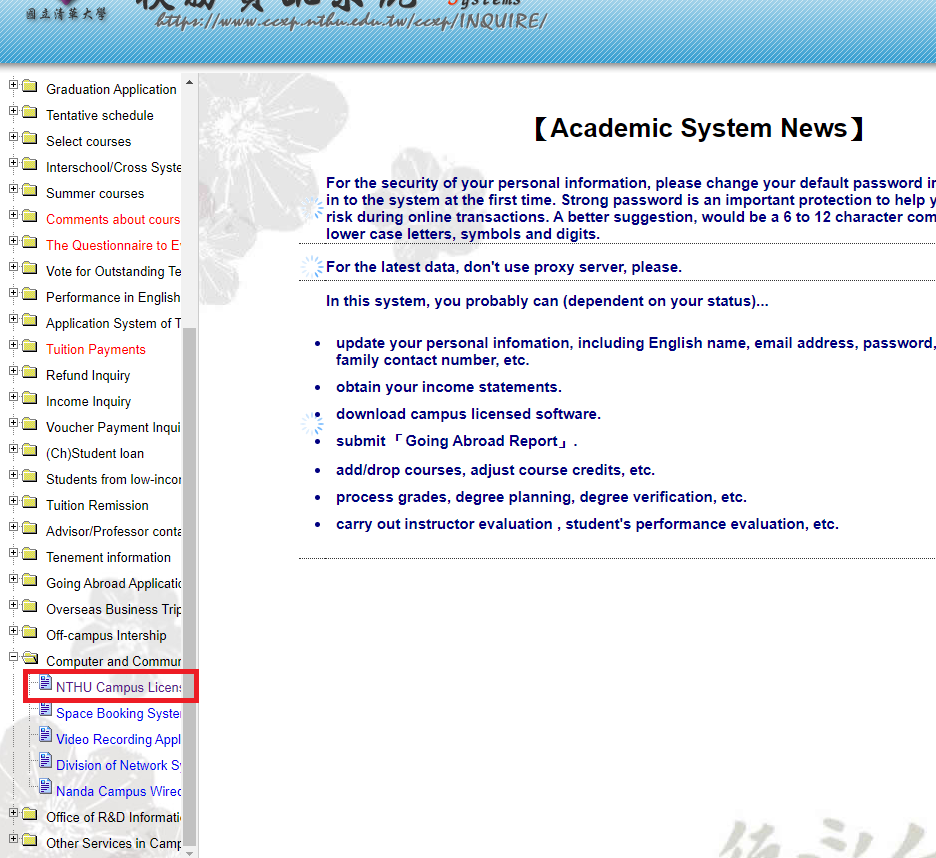 國立清華大學
Systems
https://www.ccxp.nthu.edu.tw/ccxp/INQUIRE/
Graduation Application
Tentative schedule
Select courses
Interschool/Cross Syste
Summer courses
Comments about cours
The Questionnaire to E
Vote for Outstanding Te
Performance in English
Application System of T
Tuition Payments
Refund Inquiry
Income Inquiry
Voucher Payment Inqui
(Ch)Student loan
Students from low-incor
Tuition Remission
Advisor/Professor conta
Tenement information
Going Abroad Applicatio
Overseas Business Trip
Off-campus Intership
Computer and Commun
NTHU Campus Licens
Space Booking System
Video Recording Appl
Division of Network Sy
Nanda Campus Wired
Office of R&D Informati
Other Services in Camp
【Academic System News】
For the security of your personal information, please change your default password in
in to the system at the first time. Strong password is an important protection to help y
risk during online transactions. A better suggestion, would be a 6 to 12 character com
lower case letters, symbols and digits.
For the latest data, don't use proxy server, please.
In this system, you probably can (dependent on your status)...
• update your personal infomation, including English name, email address, password,
family contact number, etc.
• obtain your income statements.
• download campus licensed software.
• submit「Going Abroad Report」.
• add/drop courses, adjust course credits, etc.
• process grades, degree planning, degree verification, etc.
• carry out instructor evaluation , student's performance evaluation, etc.